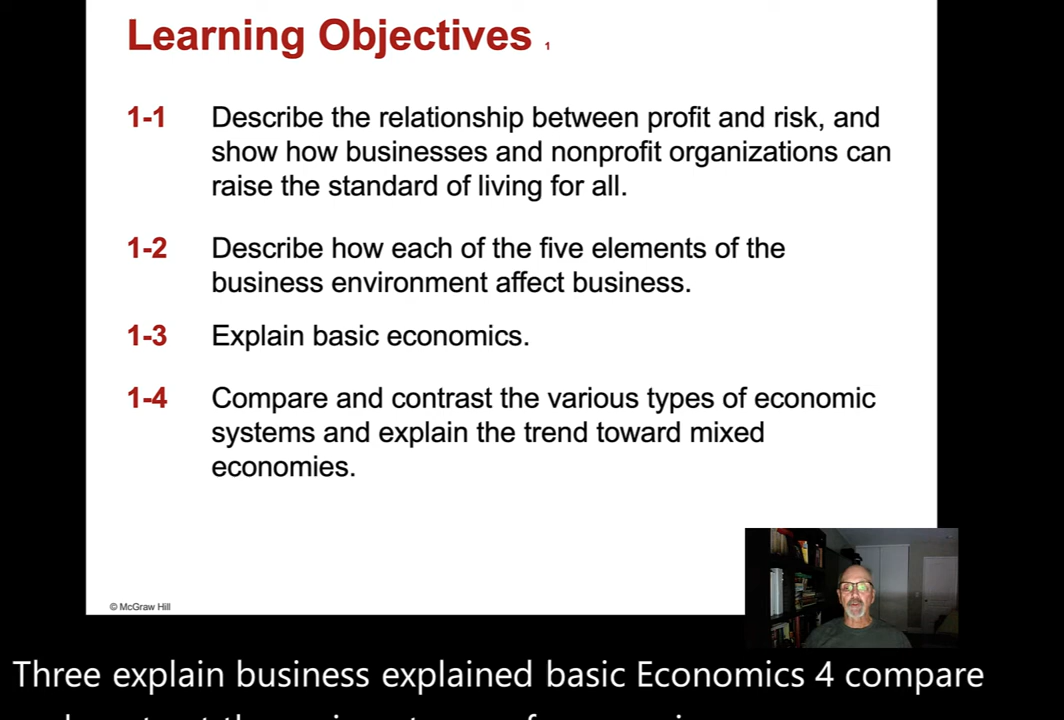 Learning Objectives 1
1-1 Describe the relationship between profit and risk, and
show how businesses and nonprofit organizations can
raise the standard of living for all.
1-2 Describe how each of the five elements of the
business environment affect business.
1-3 Explain basic economics.
1-4 Compare and contrast the various types of economic
systems and explain the trend toward mixed
economies.
© McGraw Hill
Three explain business explained basic Economics 4 compare